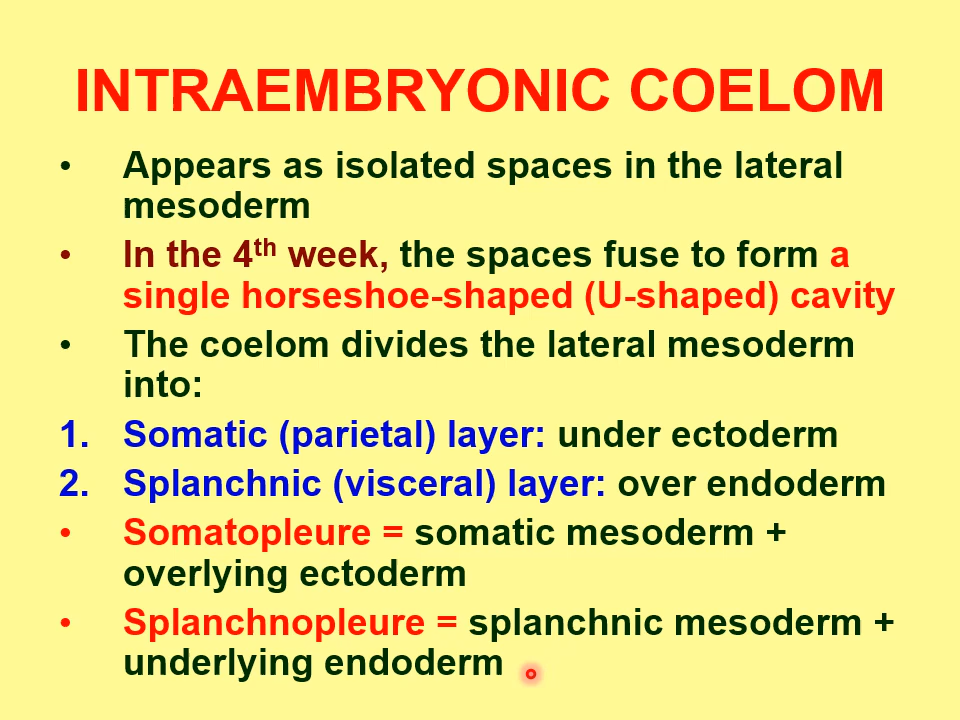 INTRAEMBRYONIC COELOM
• Appears as isolated spaces in the lateral
mesoderm
• In the 4th week, the spaces fuse to form a
single horseshoe-shaped (U-shaped) cavity
• The coelom divides the lateral mesoderm
into:
1. Somatic (parietal) layer: under ectoderm
2. Splanchnic (visceral) layer: over endoderm
• Somatopleure = somatic mesoderm +
overlying ectoderm
• Splanchnopleure = splanchnic mesoderm +
underlying endoderm